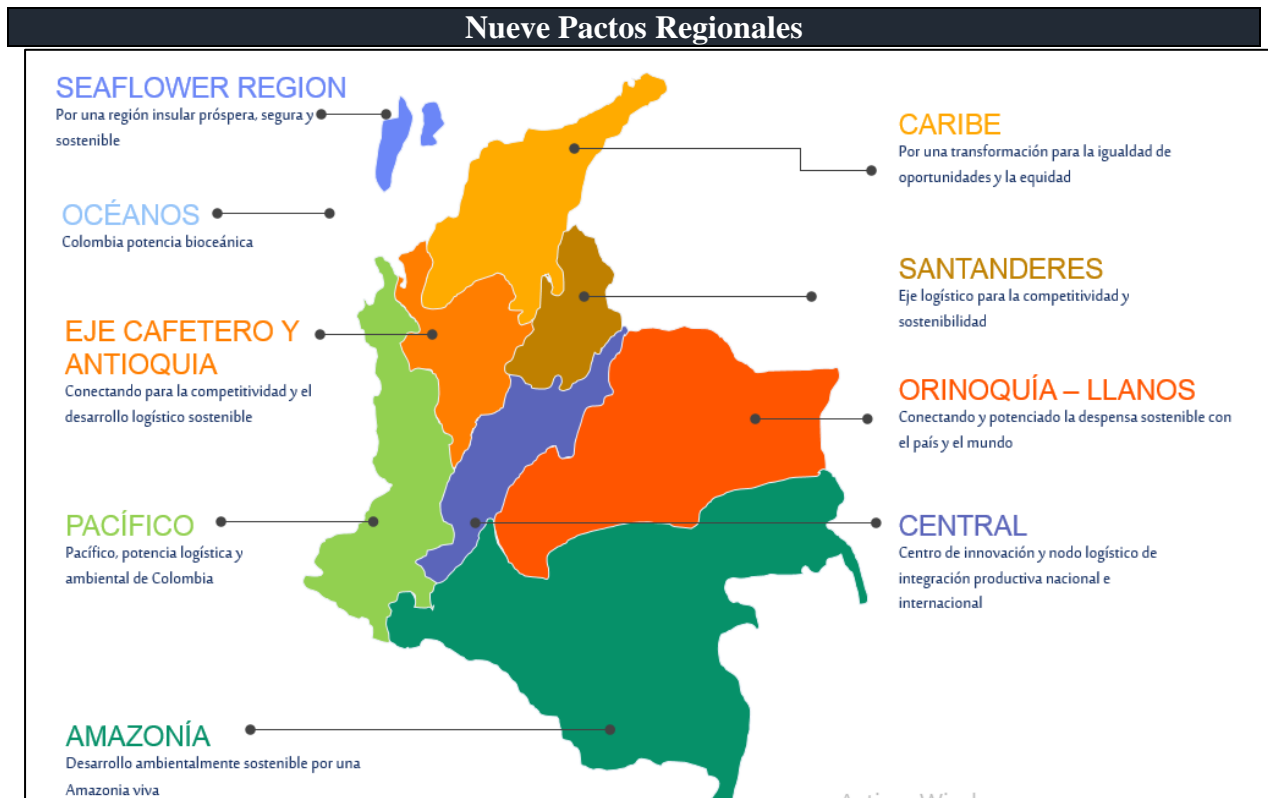 Nueve Pactos Regionales
SEAFLOWER REGION
Por una región insular próspera, segura y
sostenible
OCÉANOS
Colombia potencia bioceánica
EJE CAFETERO Y
ANTIOQUIA
Conectando para la competitividad y el
desarrollo logístico sostenible
PACÍFICO
Pacífico, potencia logística y
ambiental de Colombia
AMAZONÍA
Desarrollo ambientalmente sostenible por una
Amazonia viva
CARIBE
Por una transformación para la igualdad de
oportunidades y la equidad
SANTANDERES
Eje logístico para la competitividad y
sostenibilidad
ORINOQUÍA – LLANOS
Conectando y potenciado la despensa sostenible con
el país y el mundo
CENTRAL
Centro de innovación y nodo logístico de
integración productiva nacional e
internacional